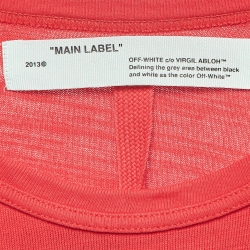 "MAIN LABEL"
2013®
OFF-WHITE c/o VIRGIL ABLOH™
Defining the grey area between black
and white as the color Off-White™